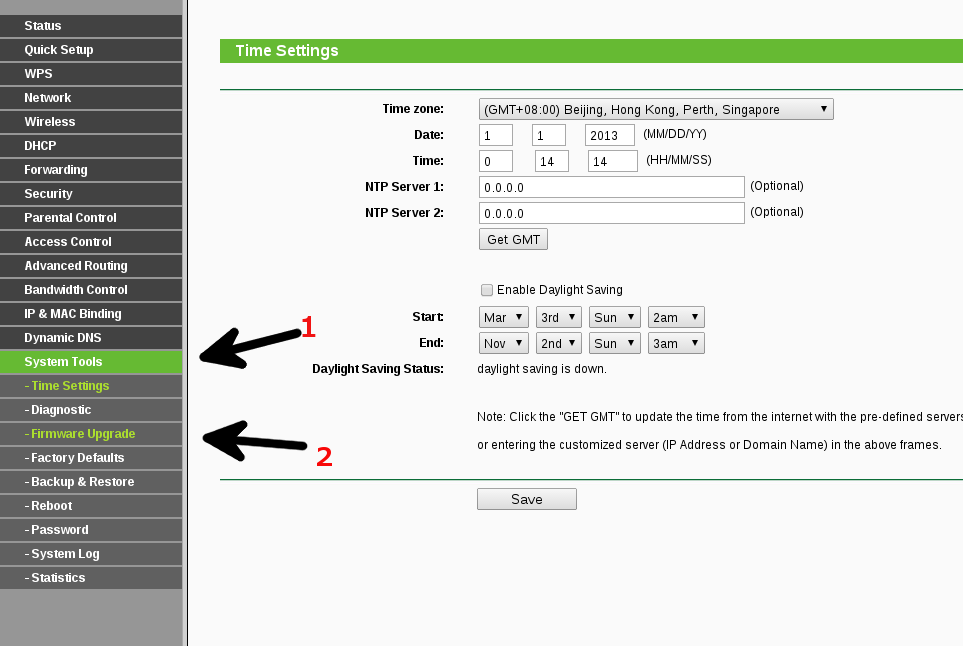 Status
Quick Setup
WPS
Network
Wireless
DHCP
Forwarding
Security
Parental Control
Access Control
Advanced Routing
Bandwidth Control
IP & MAC Binding
Dynamic DNS
System Tools
- Time Settings
- Diagnostic
- Firmware Upgrade
- Factory Defaults
- Backup & Restore
- Reboot
- Password
- System Log
- Statistics
1
2
Time Settings
Time zone: (GMT+08:00) Beijing, Hong Kong, Perth, Singapore
Date: 1 1 2013 (MM/DD/YY)
Time: 0 14 14 (HH/MM/SS)
NTP Server 1: 0.0.0.0 (Optional)
NTP Server 2: 0.0.0.0 (Optional)
Get GMT
Enable Daylight Saving
Start: Mar 3rd Sun 2am
End: Nov 2nd Sun 3am
Daylight Saving Status: daylight saving is down.
Note: Click the "GET GMT" to update the time from the internet with the pre-defined servers
or entering the customized server (IP Address or Domain Name) in the above frames.
Save